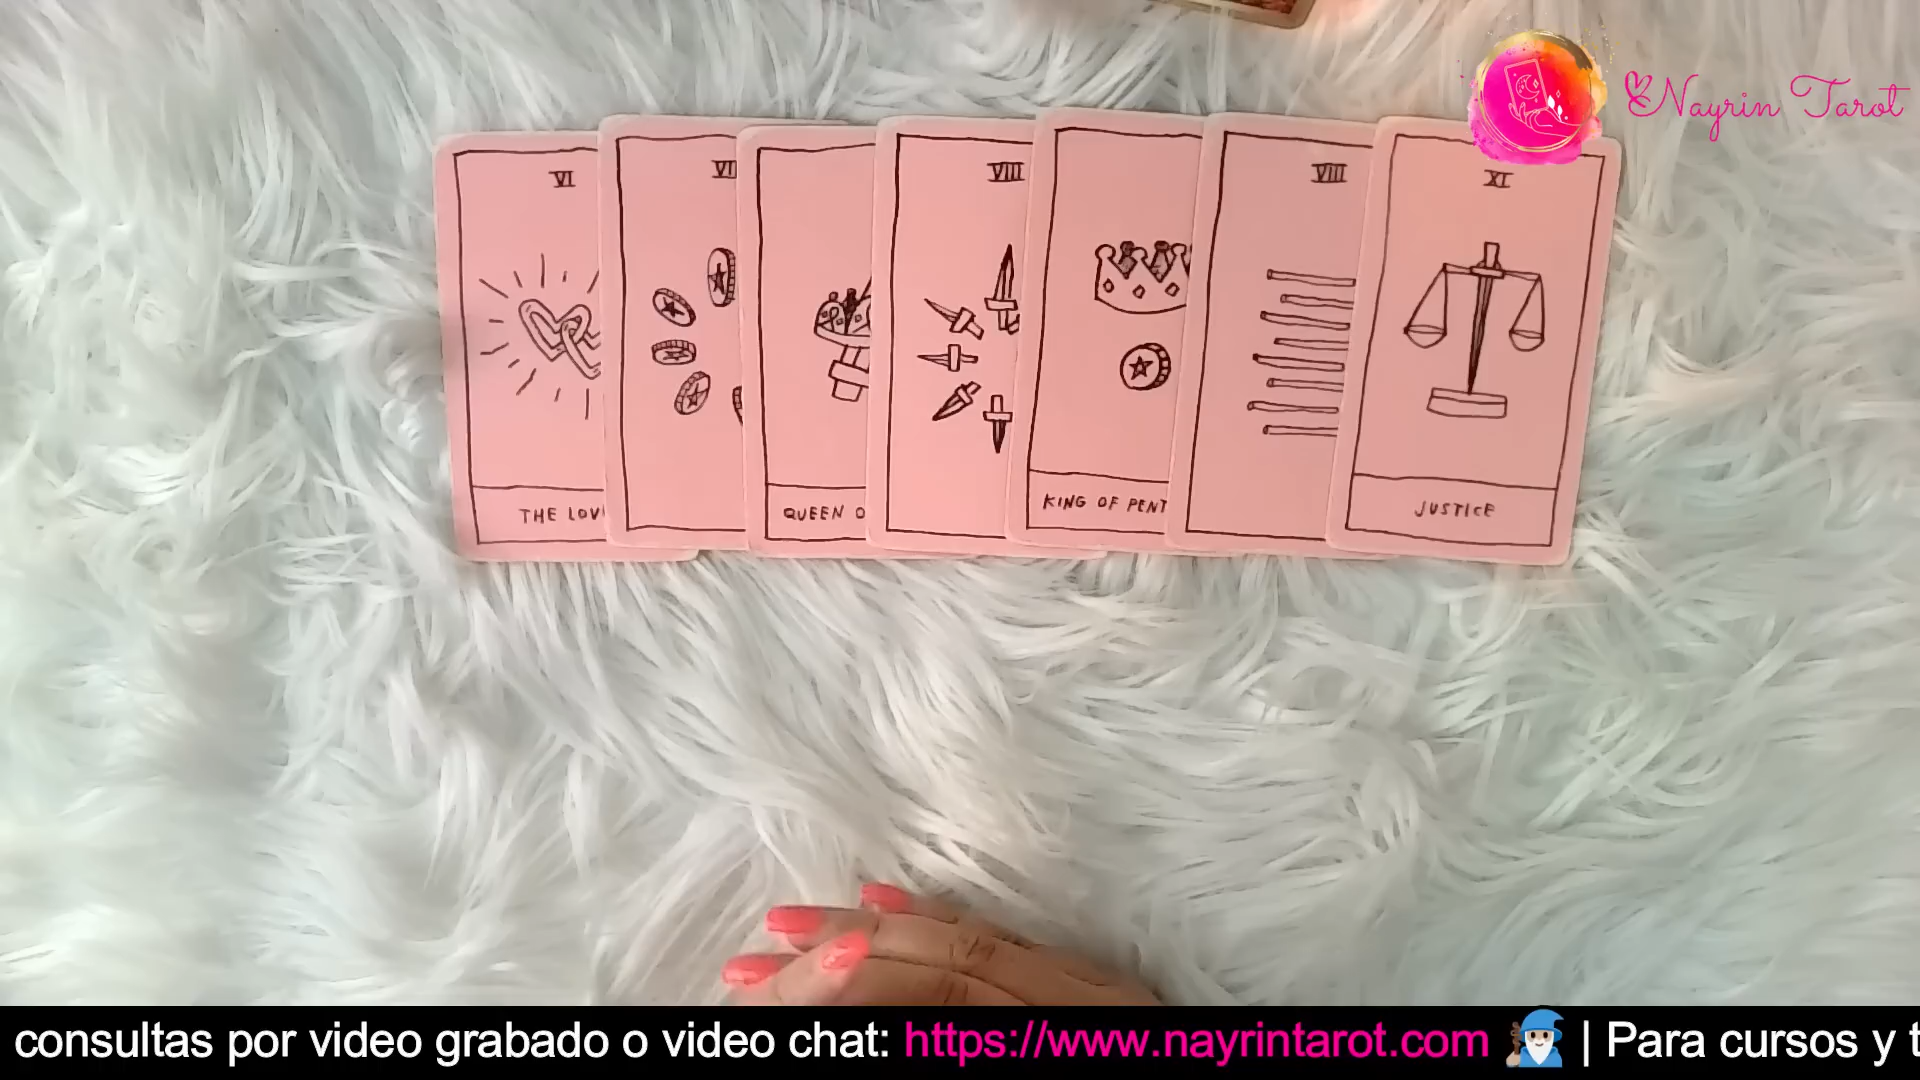 Nayrin Tarot
VI
VI
VIII
VIII
XI
THE LOV
QUEEN O
KING OF PENT
JUSTICE
consultas por video grabado o video chat: https://www.nayrintarot.com | Para cursos y t